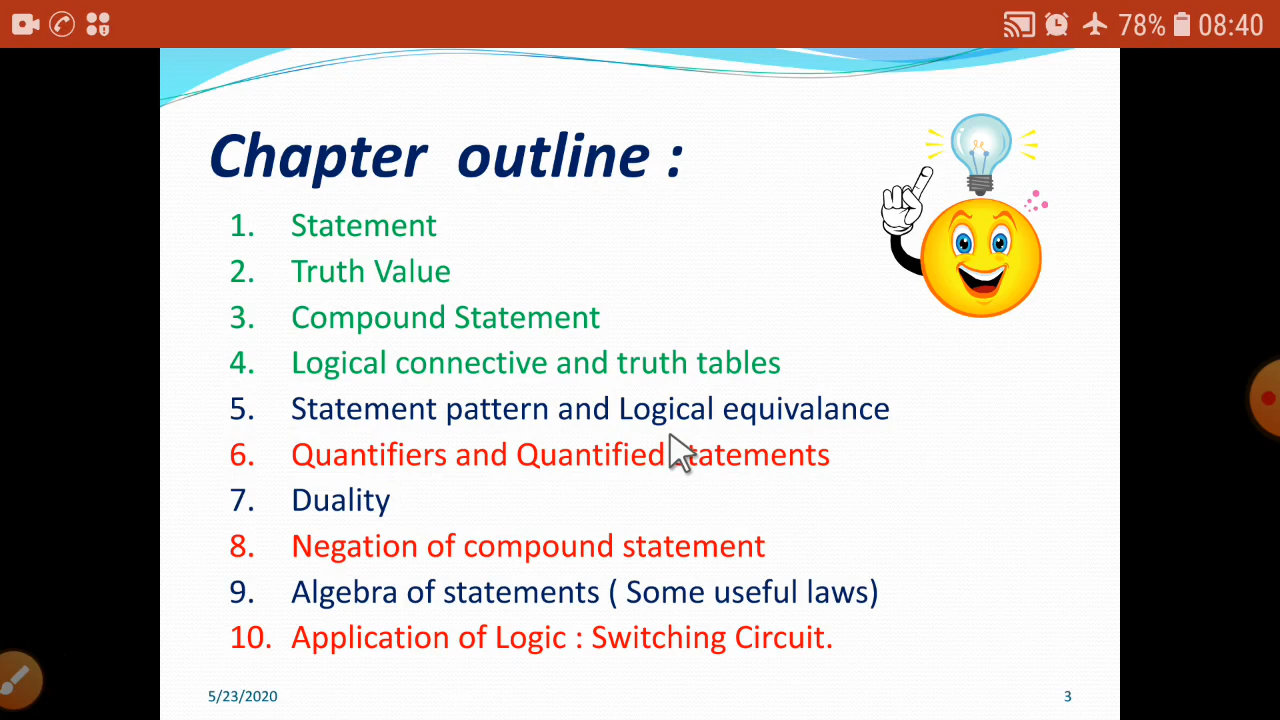 78% 08:40
Chapter outline :
1. Statement
2. Truth Value
3. Compound Statement
4. Logical connective and truth tables
5. Statement pattern and Logical equivalance
6. Quantifiers and Quantified Statements
7. Duality
8. Negation of compound statement
9. Algebra of statements ( Some useful laws)
10. Application of Logic : Switching Circuit.
5/23/2020 3